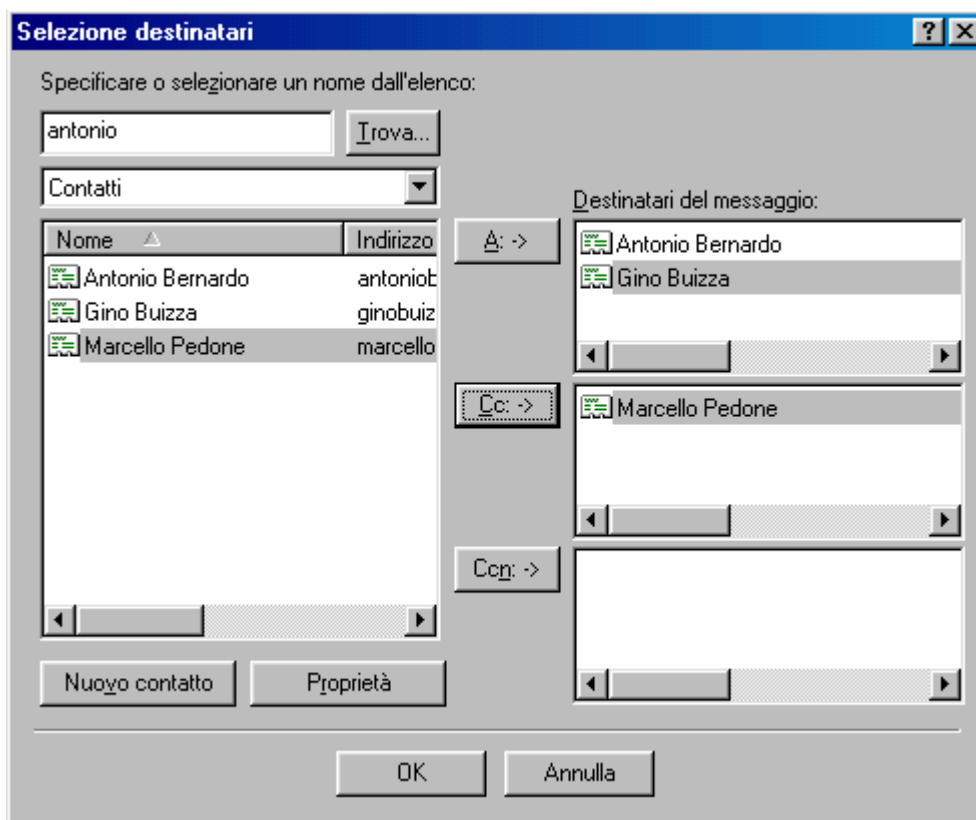 Selezione destinatari
Specificare o selezionare un nome dall'elenco:
antonio
Trova...
Contatti
Nome
Indirizzo
Antonio Bernardo
antoniob
Gino Buizza
ginobuiz
Marcello Pedone
marcello
A: ->
Cc: ->
Ccn: ->
Destinatari del messaggio:
Antonio Bernardo
Gino Buizza
Marcello Pedone
Nuovo contatto
Proprietà
OK
Annulla